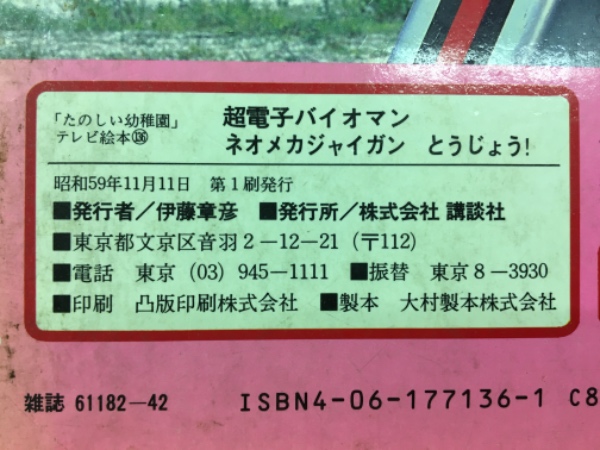 「たのしい幼稚園」
テレビ絵本136
超電子バイオマン
ネオメカジャイガン とうじょう!
昭和59年11月11日 第1刷発行
■発行者/伊藤章彦 ■発行所/株式会社 講談社
■東京都文京区音羽2-12-21(〒112)
■電話 東京(03)945-1111 ■振替 東京8-3930
■印刷 凸版印刷株式会社 ■製本 大村製本株式会社
雑誌 61182-42
ISBN4-06-177136-1 C8